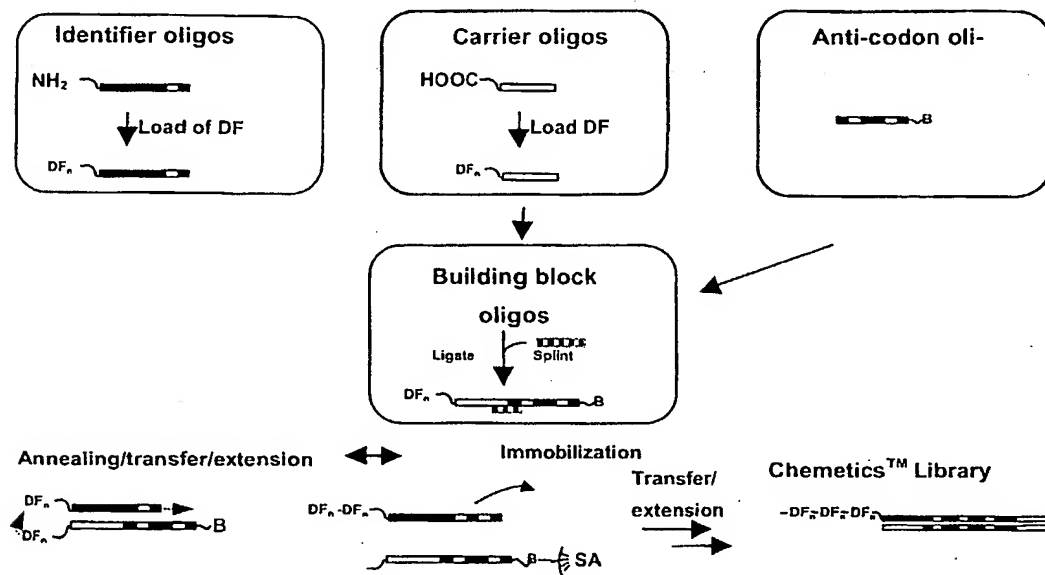 Identifier oligos
NH₂
Load of DF
DFₙ
Carrier oligos
HOOC
Load DF
DFₙ
Anti-codon oli-
B
Building block
oligos
Ligate
Splint
DFₙ
B
Annealing/transfer/extension
DFₙ
DFₙ
B
Immobilization
DFₙ-DFₙ
B
SA
Transfer/
extension
Chemetics™ Library
–DFₙ-DFₙ-DFₙ